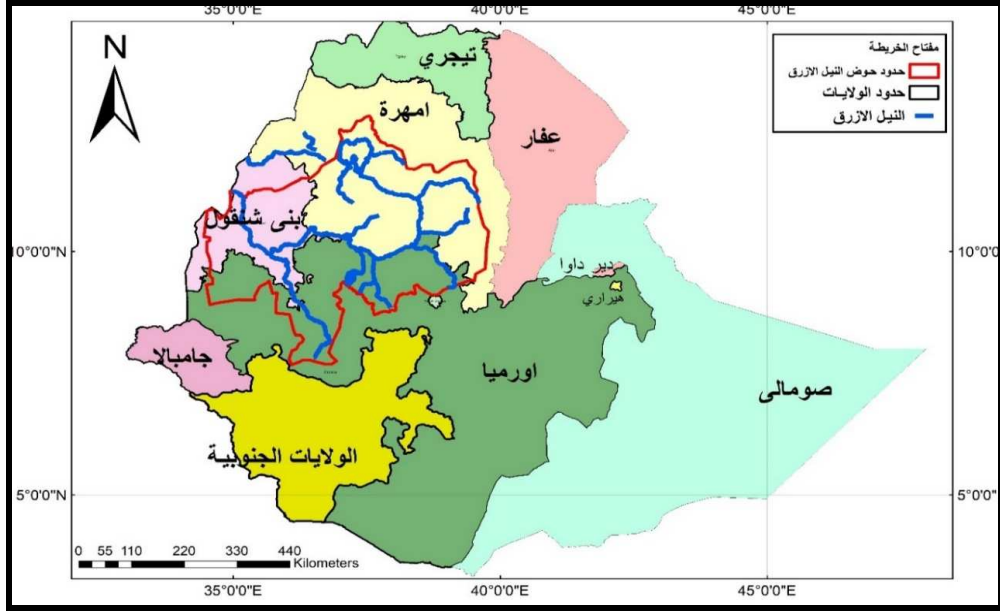 35°0'0"E
40°0'0"E
45°0'0"E
N
مفتاح الخريطة
حدود حوض النيل الازرق
حدود الولايات
النيل الازرق
تيجري
امهرة
عفار
بنى شنقول
10°0'0"N
10°0'0"
دير داوا
هيراري
جامبالا
اورميا
صومالى
الولايات الجنوبية
5°0'0"N
5°0'0"
0 55 110 220 330 440
Kilometers
35°0'0"E
40°0'0"E
45°0'0"E